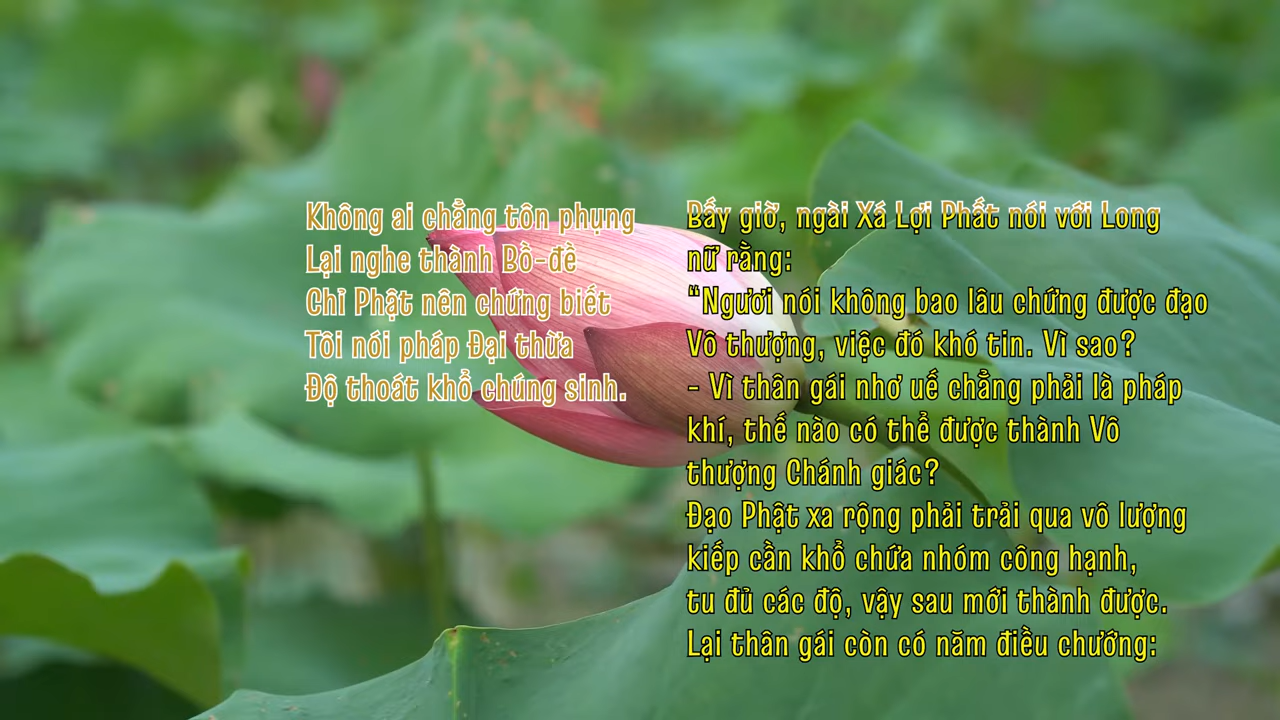 Không ai chẳng tôn phụng
Lại nghe thành Bồ-đề
Chỉ Phật nên chứng biết
Tôi nói pháp Đại thừa
Độ thoát khổ chúng sinh.
Bấy giờ, ngài Xá Lợi Phất nói với Long
nữ rằng:
“Ngươi nói không bao lâu chứng được đạo
Vô thượng, việc đó khó tin. Vì sao?
- Vì thân gái nhơ uế chẳng phải là pháp
khí, thế nào có thể được thành Vô
thượng Chánh giác?
Đạo Phật xa rộng phải trải qua vô lượng
kiếp cần khổ chứa nhóm công hạnh,
tu đủ các độ, vậy sau mới thành được.
Lại thân gái còn có năm điều chướng: